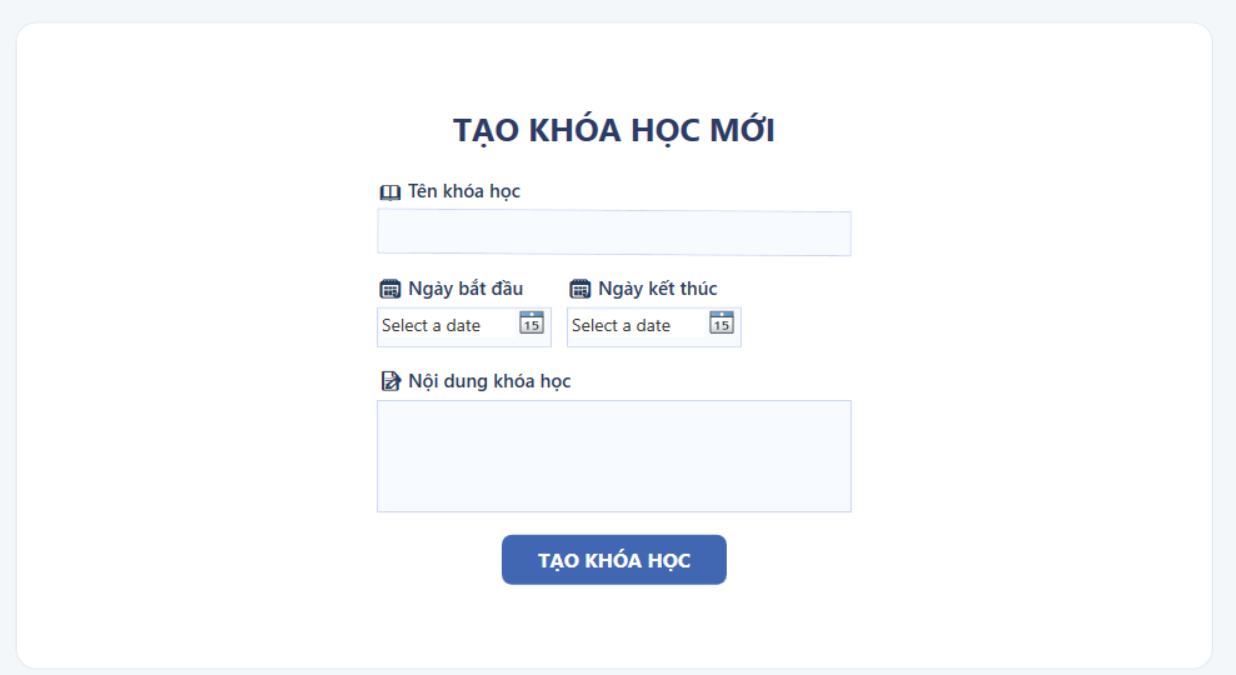 TẠO KHÓA HỌC MỚI
Tên khóa học
Ngày bắt đầu Ngày kết thúc
Select a date 15 Select a date 15
Nội dung khóa học
TẠO KHÓA HỌC